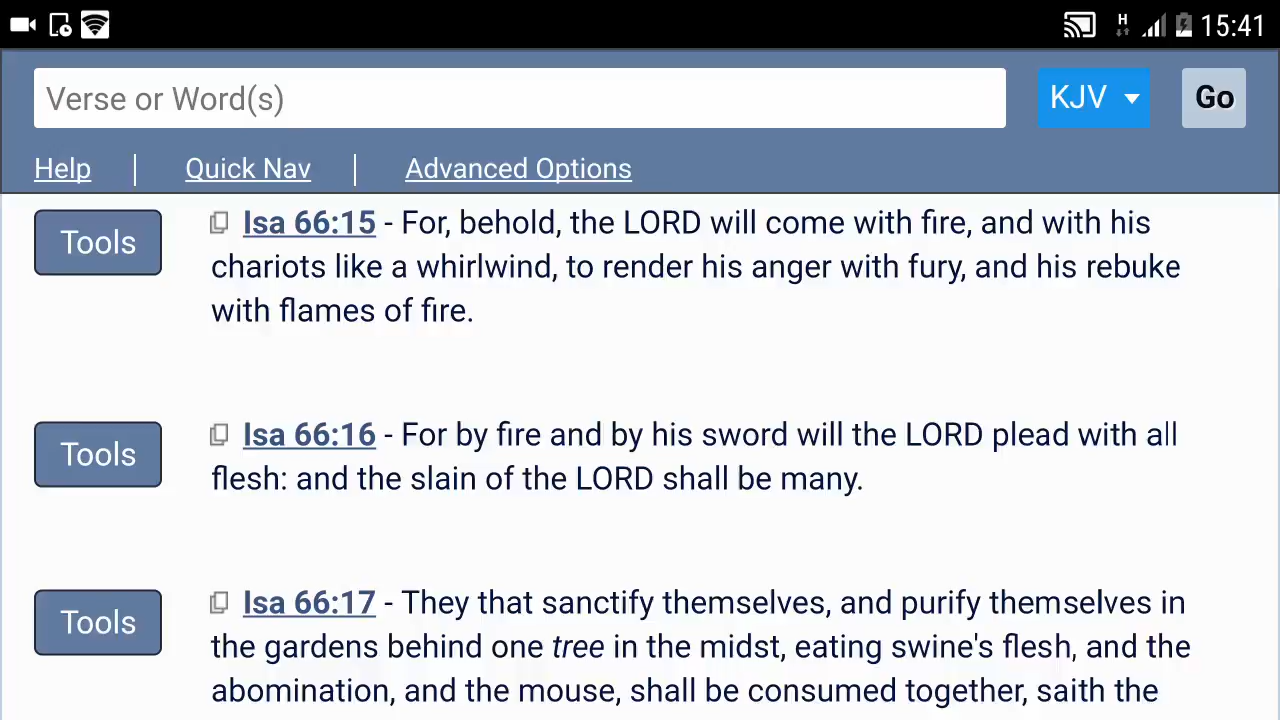 H 15:41
Verse or Word(s) KJV Go
Help | Quick Nav | Advanced Options
Tools Isa 66:15 - For, behold, the LORD will come with fire, and with his
chariots like a whirlwind, to render his anger with fury, and his rebuke
with flames of fire.
Tools Isa 66:16 - For by fire and by his sword will the LORD plead with all
flesh: and the slain of the LORD shall be many.
Tools Isa 66:17 - They that sanctify themselves, and purify themselves in
the gardens behind one tree in the midst, eating swine's flesh, and the
abomination, and the mouse, shall be consumed together, saith the